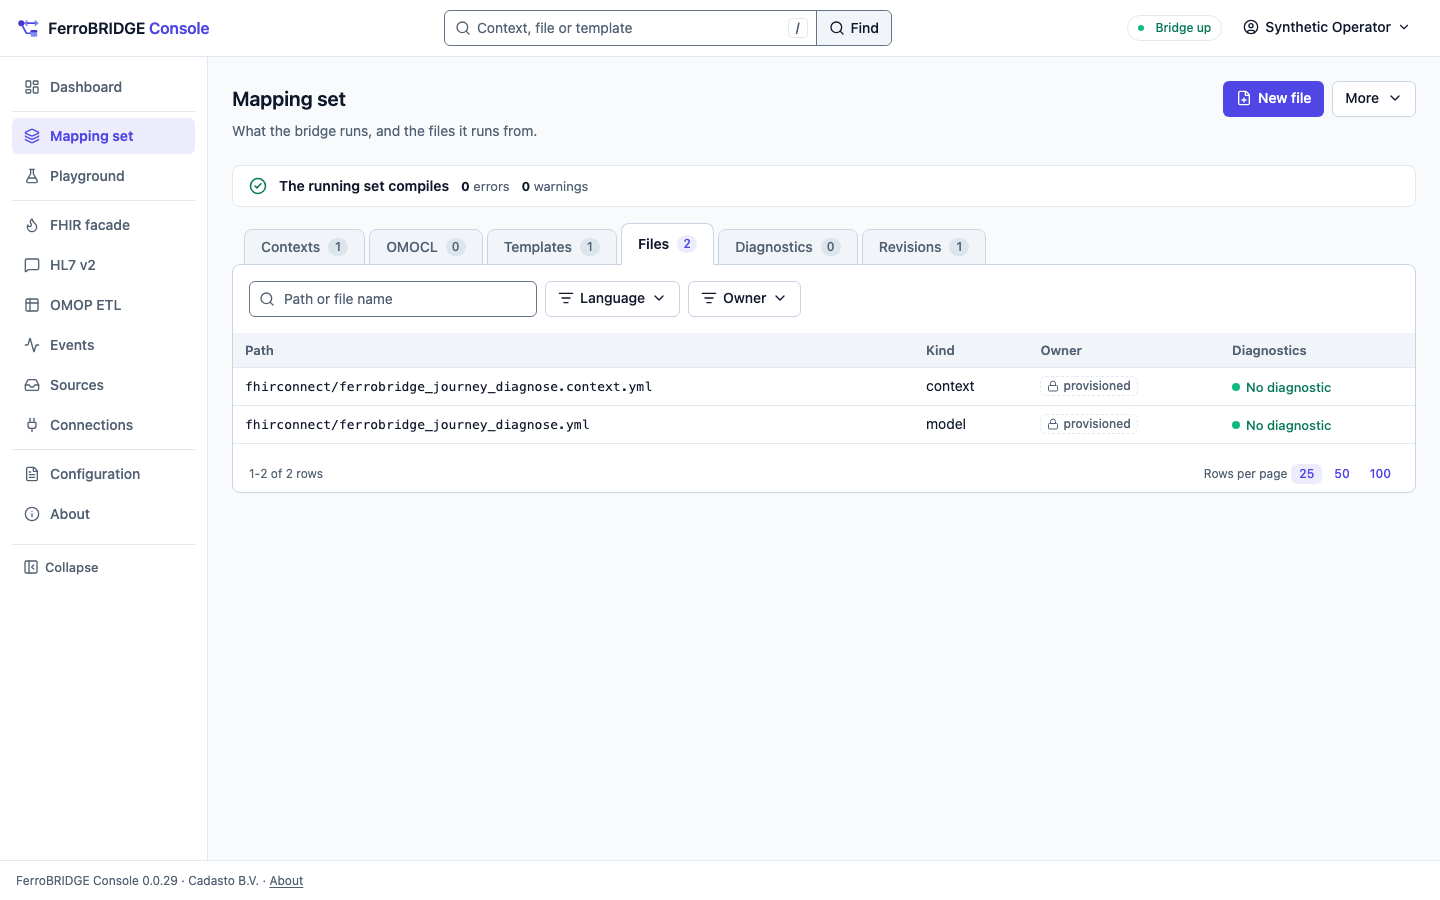 FerroBRIDGE Console
Context, file or template
/
Find
Bridge up
Synthetic Operator
Dashboard
Mapping set
Playground
FHIR facade
HL7 v2
OMOP ETL
Events
Sources
Connections
Configuration
About
Collapse
Mapping set
New file
More
What the bridge runs, and the files it runs from.
The running set compiles 0 errors 0 warnings
Contexts 1
OMOCL 0
Templates 1
Files 2
Diagnostics 0
Revisions 1
Path or file name
Language
Owner
Path Kind Owner Diagnostics
fhirconnect/ferrobridge_journey_diagnose.context.yml context provisioned No diagnostic
fhirconnect/ferrobridge_journey_diagnose.yml model provisioned No diagnostic
1-2 of 2 rows
Rows per page 25 50 100
FerroBRIDGE Console 0.0.29 · Cadasto B.V. · About